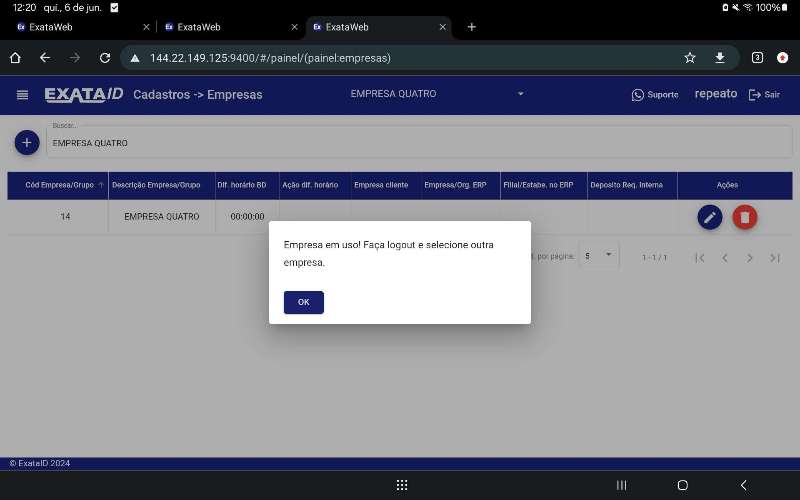 12:20 qui., 6 de jun. 100%
ExataWeb
ExataWeb
ExataWeb
144.22.149.125:9400/#/painel/(painel:empresas)
3
EXATAID
Cadastros -> Empresas
EMPRESA QUATRO
Suporte
repeato
Sair
Buscar...
EMPRESA QUATRO
Cód Empresa/Grupo
Descrição Empresa/Grupo
Dif. horário BD
Ação dif. horário
Empresa cliente
Empresa/Org. ERP
Filial/Estabe. no ERP
Deposito Req. Interna
Ações
14
EMPRESA QUATRO
00:00:00
Empresa em uso! Faça logout e selecione outra
empresa.
OK
por página:
5
1 - 1 / 1
© ExataID 2024